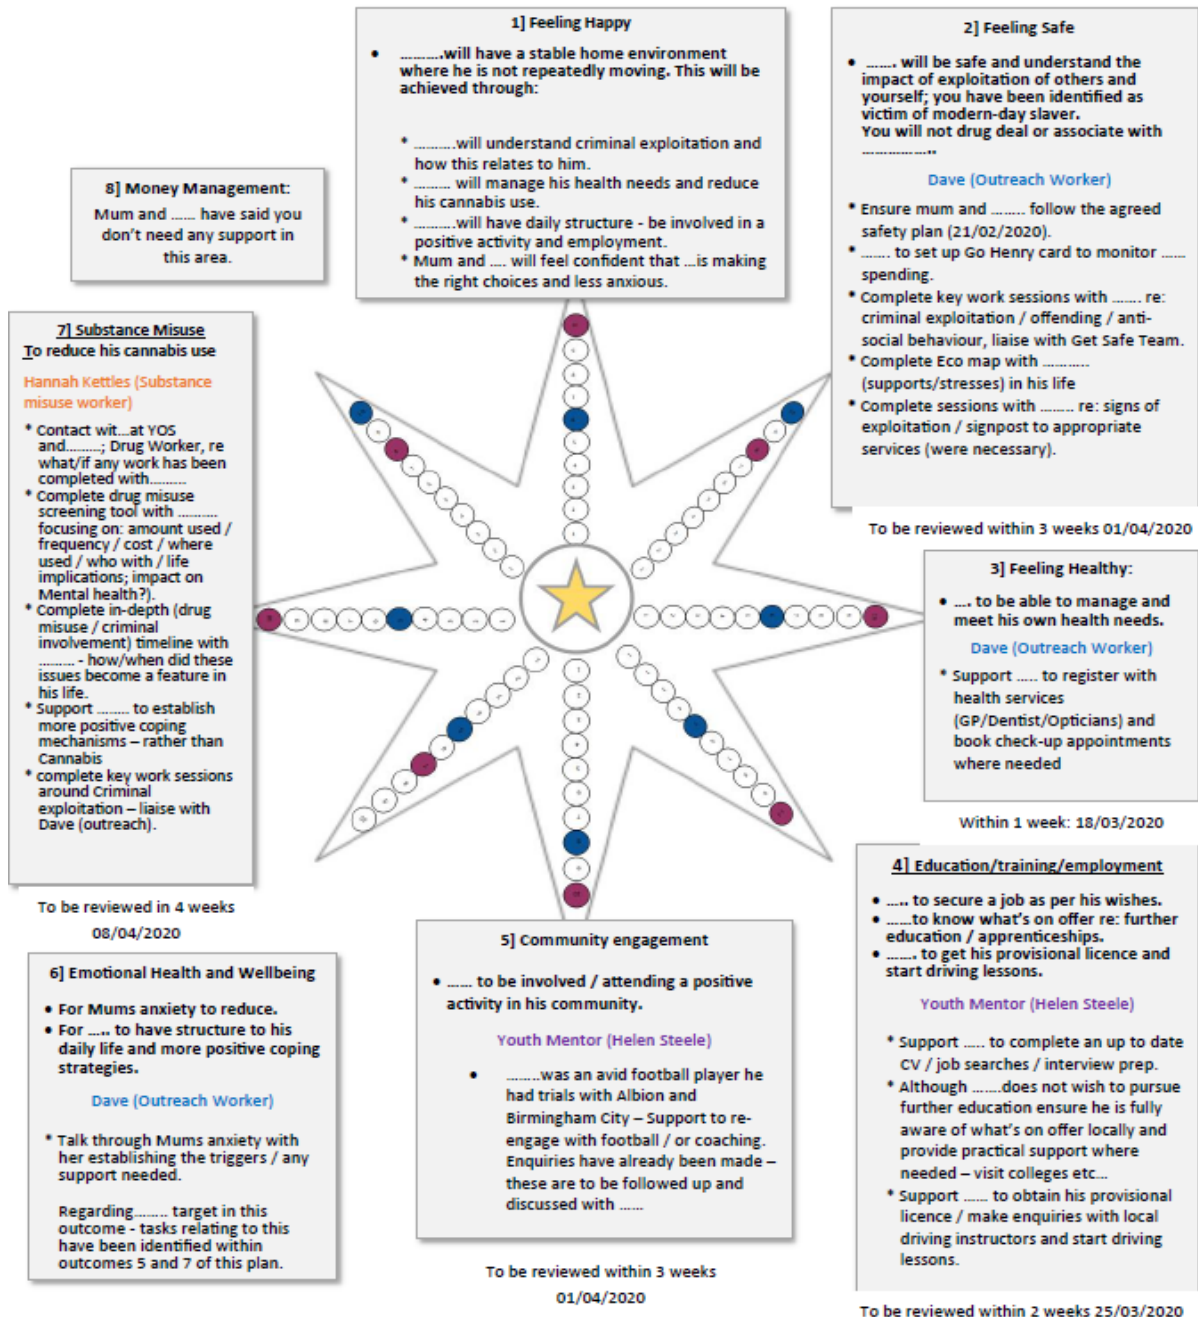 1] Feeling Happy
• ..........will have a stable home environment
where he is not repeatedly moving. This will be
achieved through:
* ..........will understand criminal exploitation and
how this relates to him.
* ......... will manage his health needs and reduce
his cannabis use.
* ..........will have daily structure - be involved in a
positive activity and employment.
* Mum and .... will feel confident that ...is making
the right choices and less anxious.
2] Feeling Safe
• ....... will be safe and understand the
impact of exploitation of others and
yourself; you have been identified as
victim of modern-day slaver.
You will not drug deal or associate with
.................
Dave (Outreach Worker)
* Ensure mum and ........ follow the agreed
safety plan (21/02/2020).
* ....... to set up Go Henry card to monitor ......
spending.
* Complete key work sessions with ....... re:
criminal exploitation / offending / anti-
social behaviour, liaise with Get Safe Team.
* Complete Eco map with ...........
(supports/stresses) in his life
* Complete sessions with ........ re: signs of
exploitation / signpost to appropriate
services (were necessary).
To be reviewed within 3 weeks 01/04/2020
3] Feeling Healthy:
• .... to be able to manage and
meet his own health needs.
Dave (Outreach Worker)
* Support ..... to register with
health services
(GP/Dentist/Opticians) and
book check-up appointments
where needed
Within 1 week: 18/03/2020
4] Education/training/employment
• ..... to secure a job as per his wishes.
• ......to know what's on offer re: further
education / apprenticeships.
• ....... to get his provisional licence and
start driving lessons.
Youth Mentor (Helen Steele)
* Support ..... to complete an up to date
CV / job searches / interview prep.
* Although .......does not wish to pursue
further education ensure he is fully
aware of what's on offer locally and
provide practical support where
needed – visit colleges etc...
* Support ...... to obtain his provisional
licence / make enquiries with local
driving instructors and start driving
lessons.
To be reviewed within 2 weeks 25/03/2020
5] Community engagement
• ...... to be involved / attending a positive
activity in his community.
Youth Mentor (Helen Steele)
• ........was an avid football player he
had trials with Albion and
Birmingham City – Support to re-
engage with football / or coaching.
Enquiries have already been made –
these are to be followed up and
discussed with ......
To be reviewed within 3 weeks
01/04/2020
6] Emotional Health and Wellbeing
• For Mums anxiety to reduce.
• For ..... to have structure to his
daily life and more positive coping
strategies.
Dave (Outreach Worker)
* Talk through Mums anxiety with
her establishing the triggers / any
support needed.
Regarding........ target in this
outcome - tasks relating to this
have been identified within
outcomes 5 and 7 of this plan.
7] Substance Misuse
To reduce his cannabis use
Hannah Kettles (Substance
misuse worker)
* Contact wit...at YOS
and.........; Drug Worker, re
what/if any work has been
completed with..........
* Complete drug misuse
screening tool with ..........
focusing on: amount used /
frequency / cost / where
used / who with / life
implications; impact on
Mental health?).
* Complete in-depth (drug
misuse / criminal
involvement) timeline with
......... - how/when did these
issues become a feature in
his life.
* Support ........ to establish
more positive coping
mechanisms – rather than
Cannabis
* complete key work sessions
around Criminal
exploitation – liaise with
Dave (outreach).
To be reviewed in 4 weeks
08/04/2020
8] Money Management:
Mum and ...... have said you
don't need any support in
this area.